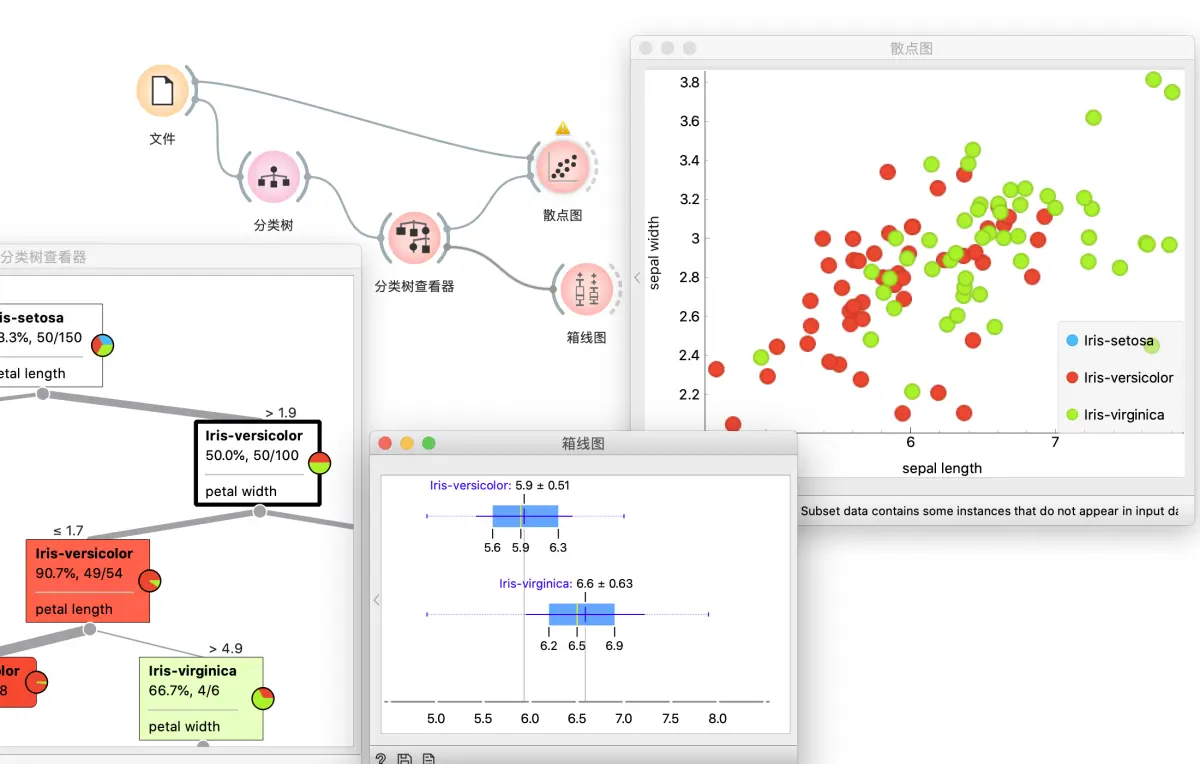 文件
分类树
分类树查看器
散点图
箱线图
散点图
3.8
3.6
3.4
3.2
3
2.8
2.6
2.4
2.2
sepal width
6
7
sepal length
Iris-setosa
Iris-versicolor
Iris-virginica
Subset data contains some instances that do not appear in input da
分类树查看器
is-setosa
3.3%, 50/150
etal length
> 1.9
Iris-versicolor
50.0%, 50/100
petal width
≤ 1.7
Iris-versicolor
90.7%, 49/54
petal length
> 4.9
lor
8
Iris-virginica
66.7%, 4/6
petal width
箱线图
Iris-versicolor: 5.9 ± 0.51
5.6 5.9 6.3
Iris-virginica: 6.6 ± 0.63
6.2 6.5 6.9
5.0 5.5 6.0 6.5 7.0 7.5 8.0
?